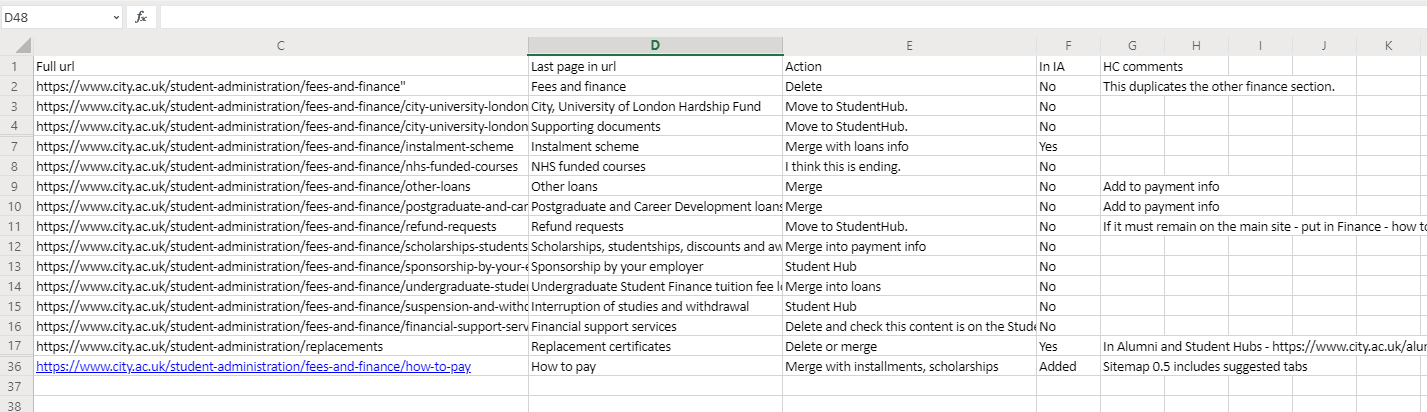 D48 fx
C D E F G H I J K
1 Full url Last page in url Action In IA HC comments
2 https://www.city.ac.uk/student-administration/fees-and-finance" Fees and finance Delete No This duplicates the other finance section.
3 https://www.city.ac.uk/student-administration/fees-and-finance/city-university-london City, University of London Hardship Fund Move to StudentHub. No
4 https://www.city.ac.uk/student-administration/fees-and-finance/city-university-london Supporting documents Move to StudentHub. No
7 https://www.city.ac.uk/student-administration/fees-and-finance/instalment-scheme Instalment scheme Merge with loans info Yes
8 https://www.city.ac.uk/student-administration/fees-and-finance/nhs-funded-courses NHS funded courses I think this is ending. No
9 https://www.city.ac.uk/student-administration/fees-and-finance/other-loans Other loans Merge No Add to payment info
10 https://www.city.ac.uk/student-administration/fees-and-finance/postgraduate-and-car Postgraduate and Career Development loans Merge No Add to payment info
11 https://www.city.ac.uk/student-administration/fees-and-finance/refund-requests Refund requests Move to StudentHub. No If it must remain on the main site - put in Finance - how to
12 https://www.city.ac.uk/student-administration/fees-and-finance/scholarships-students Scholarships, studentships, discounts and aw Merge into payment info No
13 https://www.city.ac.uk/student-administration/fees-and-finance/sponsorship-by-your-e Sponsorship by your employer Student Hub No
14 https://www.city.ac.uk/student-administration/fees-and-finance/undergraduate-studen Undergraduate Student Finance tuition fee lo Merge into loans No
15 https://www.city.ac.uk/student-administration/fees-and-finance/suspension-and-withd Interruption of studies and withdrawal Student Hub No
16 https://www.city.ac.uk/student-administration/fees-and-finance/financial-support-serv Financial support services Delete and check this content is on the Stude No
17 https://www.city.ac.uk/student-administration/replacements Replacement certificates Delete or merge Yes In Alumni and Student Hubs - https://www.city.ac.uk/alun
36 https://www.city.ac.uk/student-administration/fees-and-finance/how-to-pay How to pay Merge with installments, scholarships Added Sitemap 0.5 includes suggested tabs
37
38